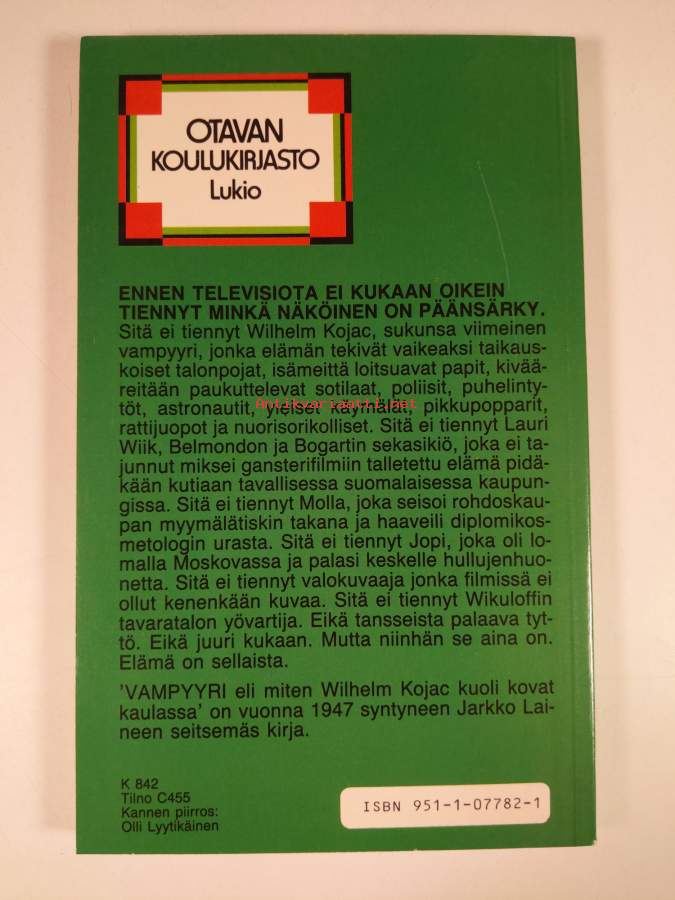 OTAVAN
KOULUKIRJASTO
Lukio
ENNEN TELEVISIOTA EI KUKAAN OIKEIN
TIENNYT MINKÄ NÄKÖINEN ON PÄÄNSÄRKY.
Sitä ei tiennyt Wilhelm Kojac, sukunsa viimeinen
vampyyri, jonka elämän tekivät vaikeaksi taikaus-
koiset talonpojat, isämeittä loitsuavat papit, kivää-
reitään paukuttelevat sotilaat, poliisit, puhelinty-
töt, astronautit, yleiset käymälät, pikkupopparit,
Antikvariaatti.net
rattijuopot ja nuorisorikolliset. Sitä ei tiennyt Lauri
Wiik, Belmondon ja Bogartin sekasikiö, joka ei ta-
junnut miksei gansterifilmiin talletettu elämä pidä-
kään kutiaan tavallisessa suomalaisessa kaupun-
gissa. Sitä ei tiennyt Molla, joka seisoi rohdoskau-
pan myymälätiskin takana ja haaveili diplomikos-
metologin urasta. Sitä ei tiennyt Jopi, joka oli lo-
malla Moskovassa ja palasi keskelle hullujenhuo-
netta. Sitä ei tiennyt valokuvaaja jonka filmissä ei
ollut kenenkään kuvaa. Sitä ei tiennyt Wikuloffin
tavaratalon yövartija. Eikä tansseista palaava tyt-
tö. Eikä juuri kukaan. Mutta niinhän se aina on.
Elämä on sellaista.
'VAMPYYRI eli miten Wilhelm Kojac kuoli kovat
kaulassa' on vuonna 1947 syntyneen Jarkko Lai-
neen seitsemäs kirja.
K 842
Tilno C455
Kannen piirros:
Olli Lyytikäinen
ISBN 951-1-07782-1